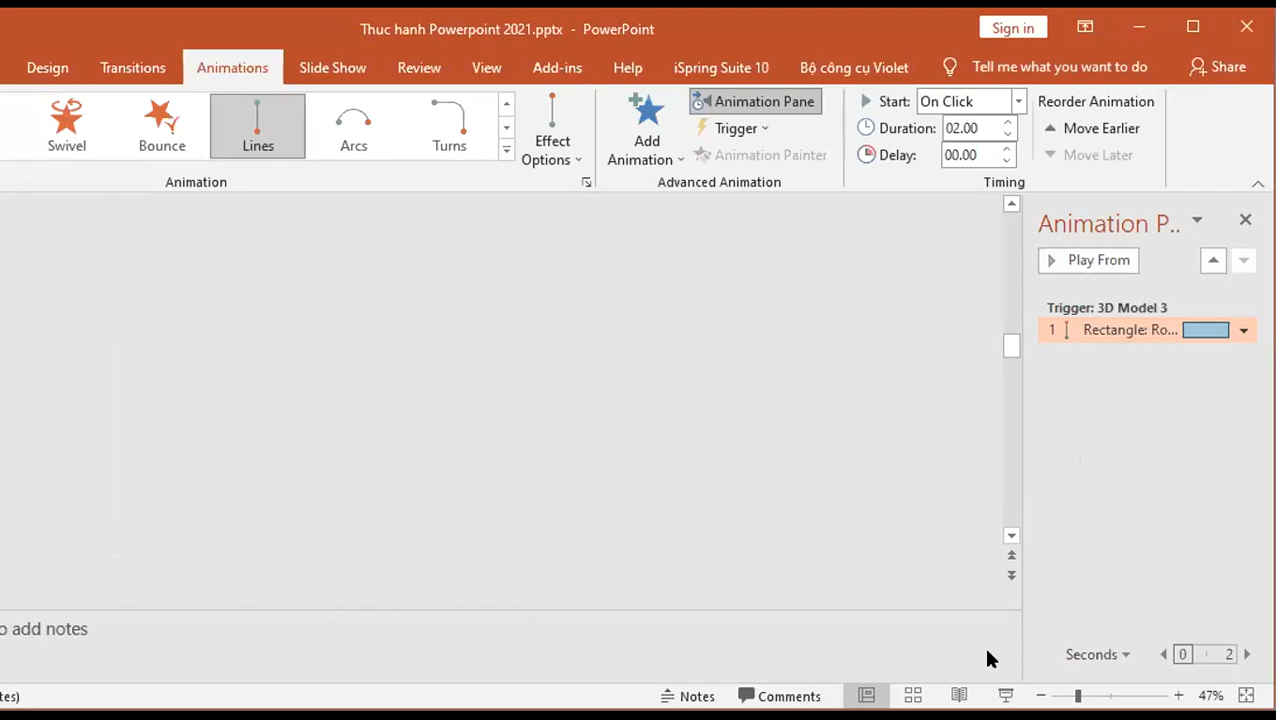 Thuc hanh Powerpoint 2021.pptx - PowerPoint
Sign in
Design Transitions Animations Slide Show Review View Add-ins Help iSpring Suite 10 Bộ công cụ Violet Tell me what you want to do Share
Swivel Bounce Lines Arcs Turns
Effect Options
Add Animation
Animation Pane
Trigger
Animation Painter
Start: On Click
Duration: 02.00
Delay: 00.00
Reorder Animation
Move Earlier
Move Later
Animation
Advanced Animation
Timing
Animation P..
Play From
Trigger: 3D Model 3
1 Rectangle: Ro...
o add notes
Seconds 0 2
tes)
Notes Comments 47%